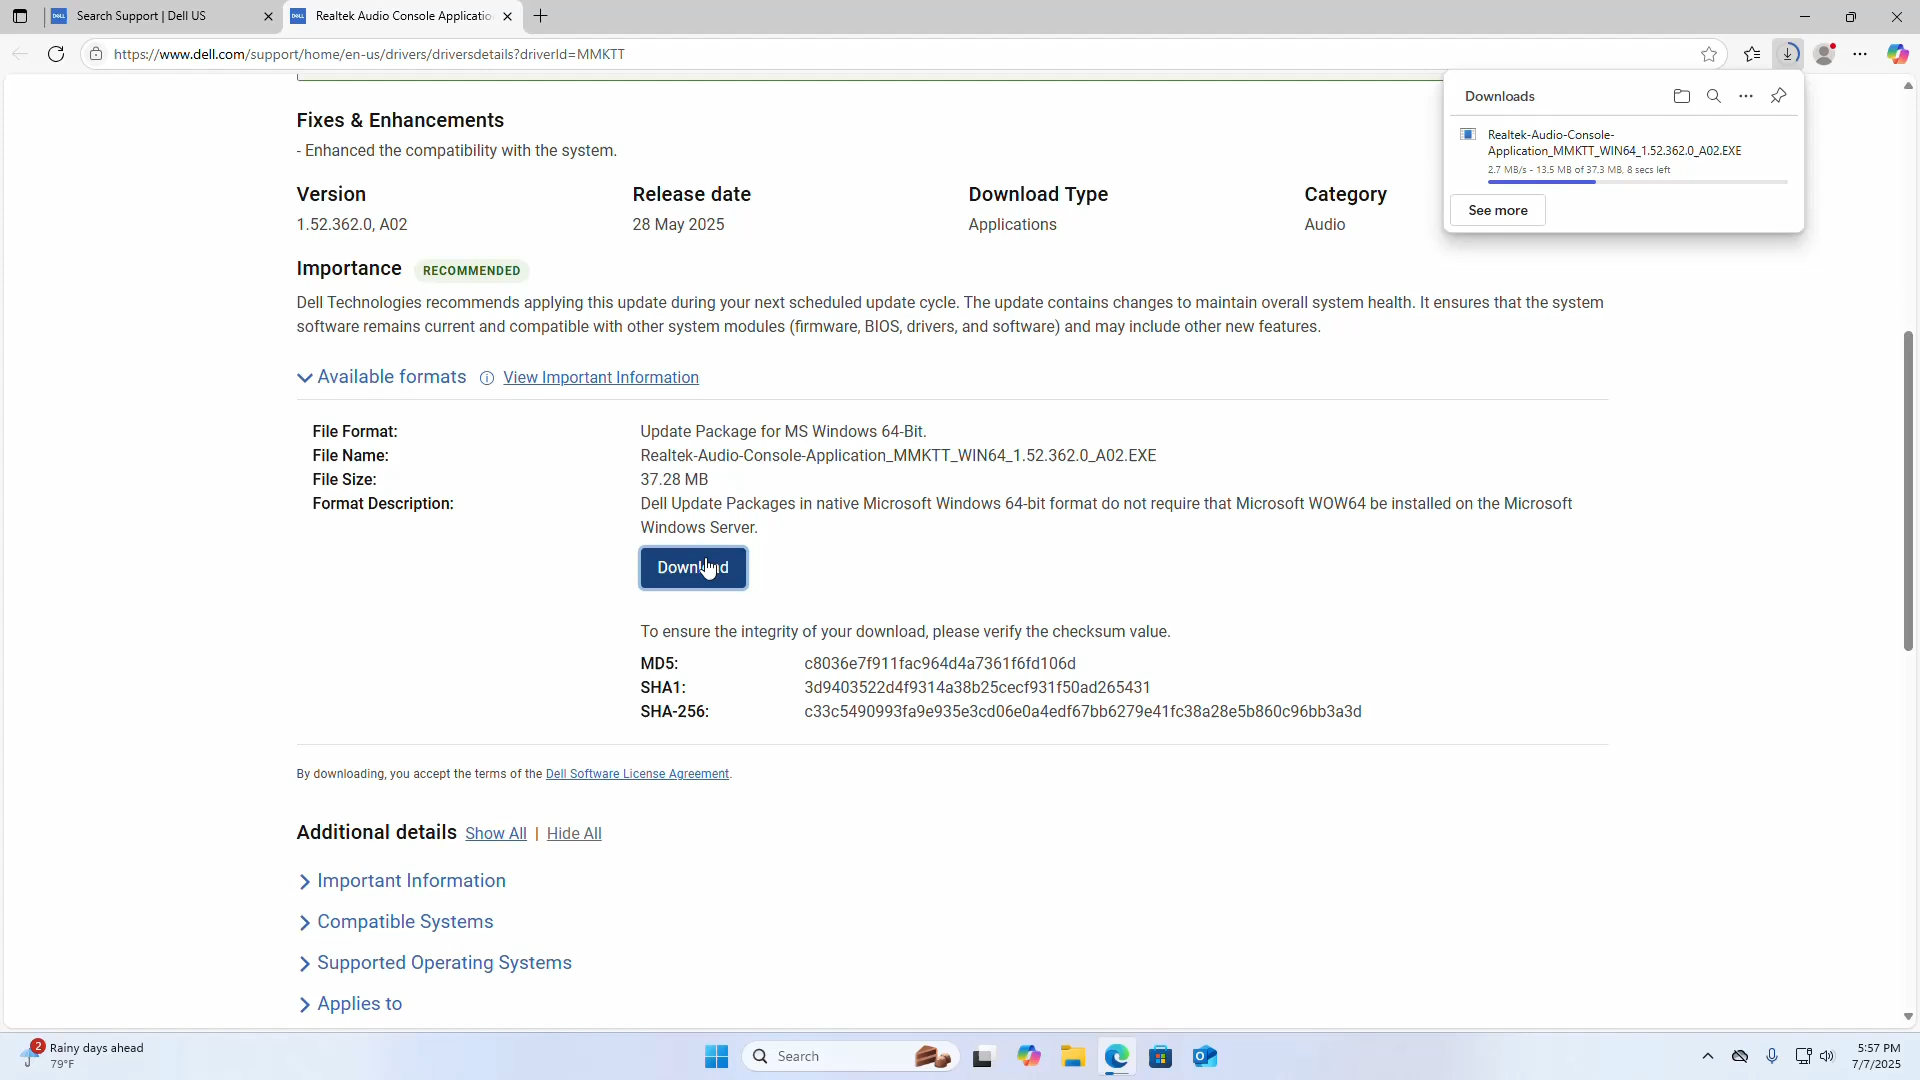 Search Support | Dell US
Realtek Audio Console Applicatio
https://www.dell.com/support/home/en-us/drivers/driversdetails?driverId=MMKTT
Downloads
Realtek-Audio-Console-
Application_MMKTT_WIN64_1.52.362.0_A02.EXE
2.7 MB/s - 13.5 MB of 37.3 MB, 8 secs left
See more
Fixes & Enhancements
- Enhanced the compatibility with the system.
Version Release date Download Type Category
1.52.362.0, A02 28 May 2025 Applications Audio
Importance RECOMMENDED
Dell Technologies recommends applying this update during your next scheduled update cycle. The update contains changes to maintain overall system health. It ensures that the system
software remains current and compatible with other system modules (firmware, BIOS, drivers, and software) and may include other new features.
Available formats View Important Information
File Format: Update Package for MS Windows 64-Bit.
File Name: Realtek-Audio-Console-Application_MMKTT_WIN64_1.52.362.0_A02.EXE
File Size: 37.28 MB
Format Description: Dell Update Packages in native Microsoft Windows 64-bit format do not require that Microsoft WOW64 be installed on the Microsoft
Windows Server.
Download
To ensure the integrity of your download, please verify the checksum value.
MD5: c8036e7f911fac964d4a7361f6fd106d
SHA1: 3d9403522d4f9314a38b25cecf931f50ad265431
SHA-256: c33c5490993fa9e935e3cd06e0a4edf67bb6279e41fc38a28e5b860c96bb3a3d
By downloading, you accept the terms of the Dell Software License Agreement.
Additional details Show All | Hide All
Important Information
Compatible Systems
Supported Operating Systems
Applies to
2 Rainy days ahead
79°F
Search
5:57 PM
7/7/2025